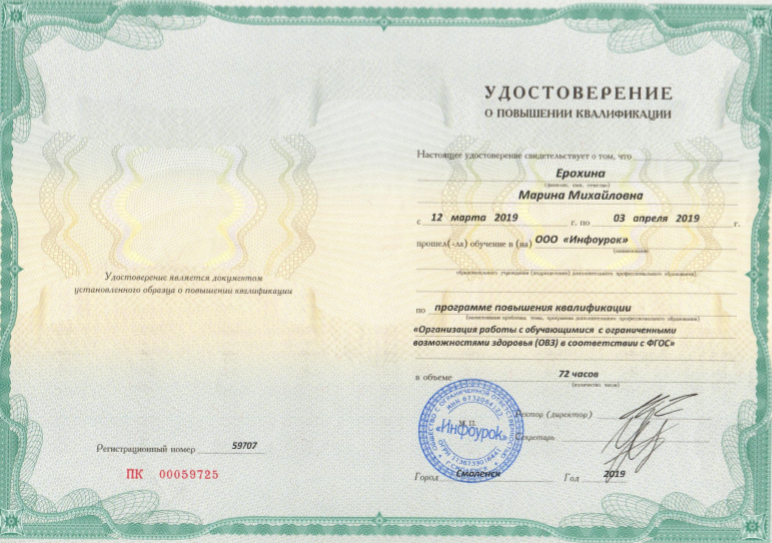 Удостоверение является документом
установленного образца о повышении квалификации
Регистрационный номер 59707
ПК 00059725
УДОСТОВЕРЕНИЕ
О ПОВЫШЕНИИ КВАЛИФИКАЦИИ
Настоящее удостоверение свидетельствует о том, что
Ерохина
(фамилия, имя, отчество)
Марина Михайловна
с 12 марта 2019 г. по 03 апреля 2019 г.
прошел(-ла) обучение в (на) ООО «Инфоурок»
(наименование)
образовательного учреждения (подразделения) дополнительного профессионального образования)
по программе повышения квалификации
(наименование проблемы, темы, программы дополнительного профессионального образования)
«Организация работы с обучающимися с ограниченными
возможностями здоровья (ОВЗ) в соответствии с ФГОС»
в объеме 72 часов
(количество часов)
М.П.
Ректор (директор)
Секретарь
Город Смоленск Год 2019
ОБЩЕСТВО С ОГРАНИЧЕННОЙ ОТВЕТСТВЕННОСТЬЮ
«Инфоурок»